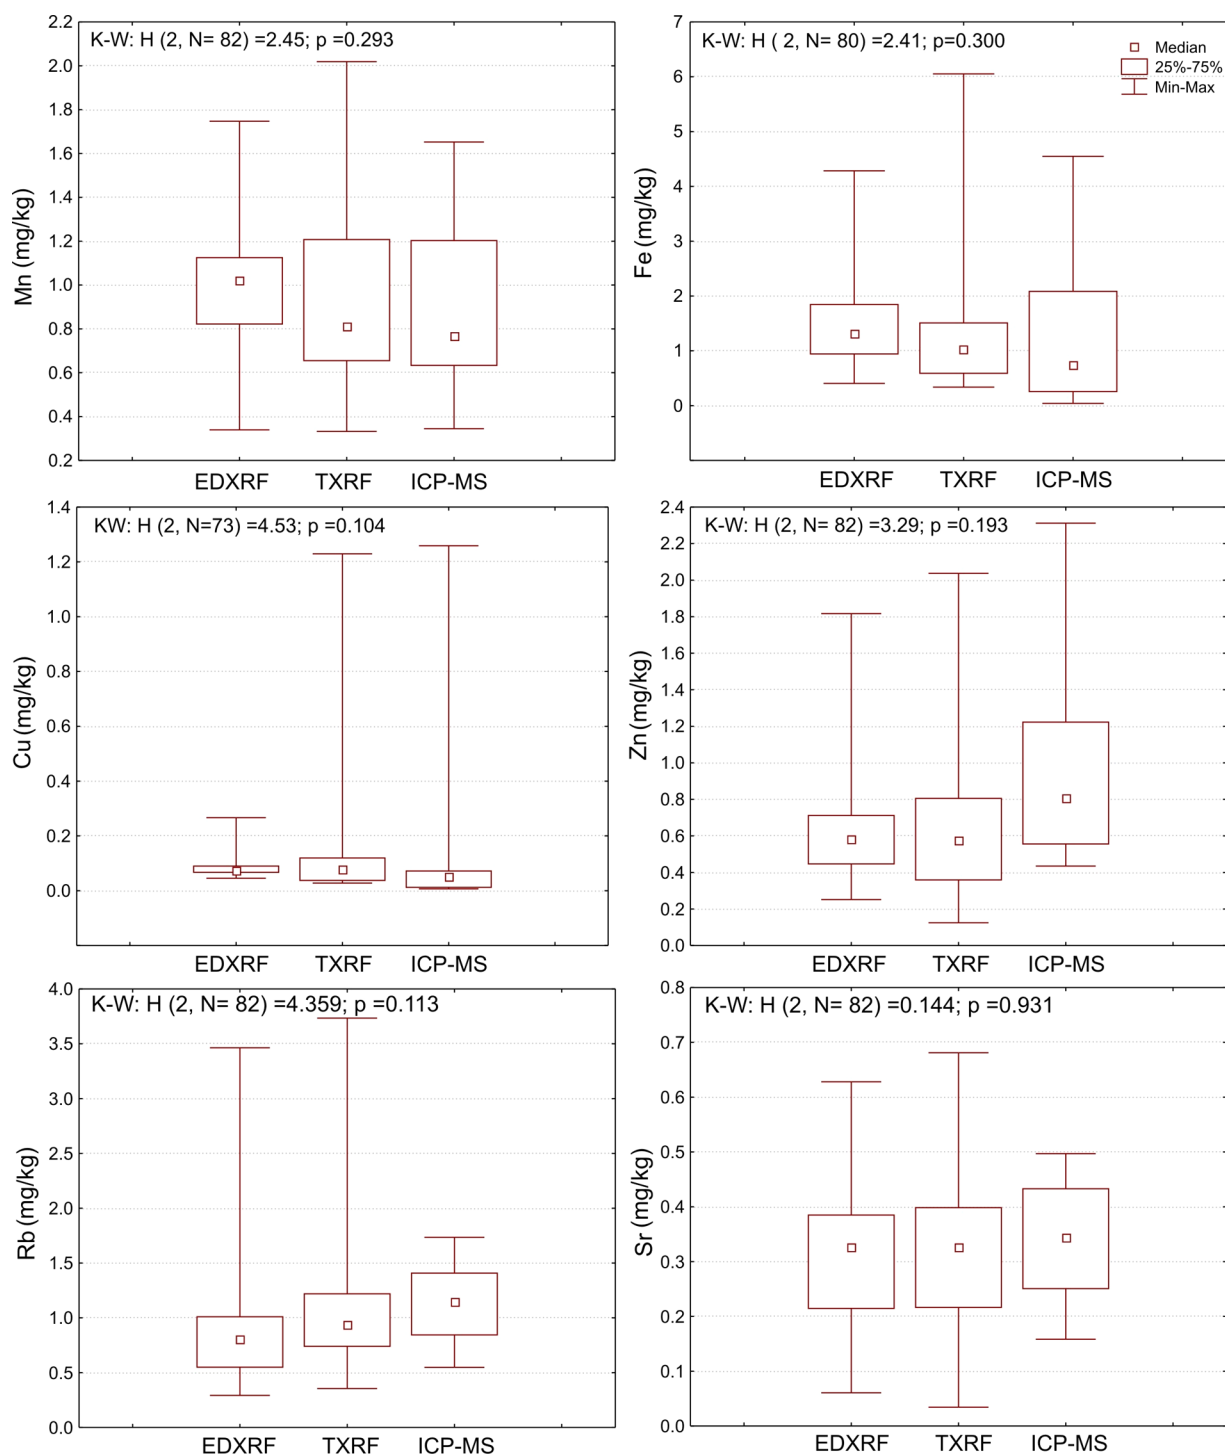 K-W: H (2, N= 82) =2.45; p =0.293
2.2
2.0
1.8
1.6
1.4
1.2
1.0
0.8
0.6
0.4
0.2
Mn (mg/kg)
EDXRF TXRF ICP-MS
K-W: H ( 2, N= 80) =2.41; p=0.300
Median
25%-75%
Min-Max
7
6
5
4
3
2
1
0
Fe (mg/kg)
EDXRF TXRF ICP-MS
KW: H (2, N=73) =4.53; p =0.104
1.4
1.2
1.0
0.8
0.6
0.4
0.2
0.0
Cu (mg/kg)
EDXRF TXRF ICP-MS
K-W: H (2, N= 82) =3.29; p =0.193
2.4
2.2
2.0
1.8
1.6
1.4
1.2
1.0
0.8
0.6
0.4
0.2
0.0
Zn (mg/kg)
EDXRF TXRF ICP-MS
K-W: H (2, N= 82) =4.359; p =0.113
4.0
3.5
3.0
2.5
2.0
1.5
1.0
0.5
0.0
Rb (mg/kg)
EDXRF TXRF ICP-MS
K-W: H (2, N= 82) =0.144; p =0.931
0.8
0.7
0.6
0.5
0.4
0.3
0.2
0.1
0.0
Sr (mg/kg)
EDXRF TXRF ICP-MS